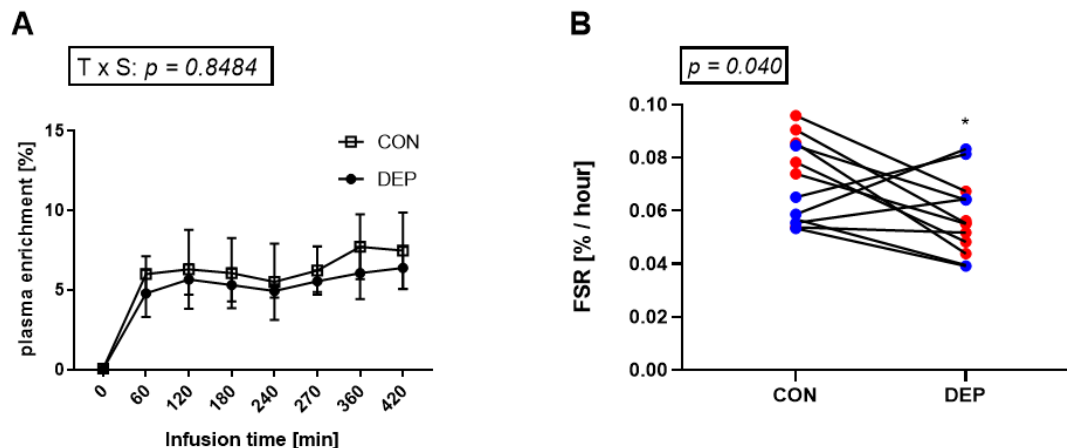 A
T x S: p = 0.8484
CON
DEP
plasma enrichment [%]
15
10
5
0
0 60 120 180 240 270 360 420
Infusion time [min]
B
p = 0.040
*
FSR [% / hour]
0.10
0.08
0.06
0.04
0.02
0.00
CON DEP